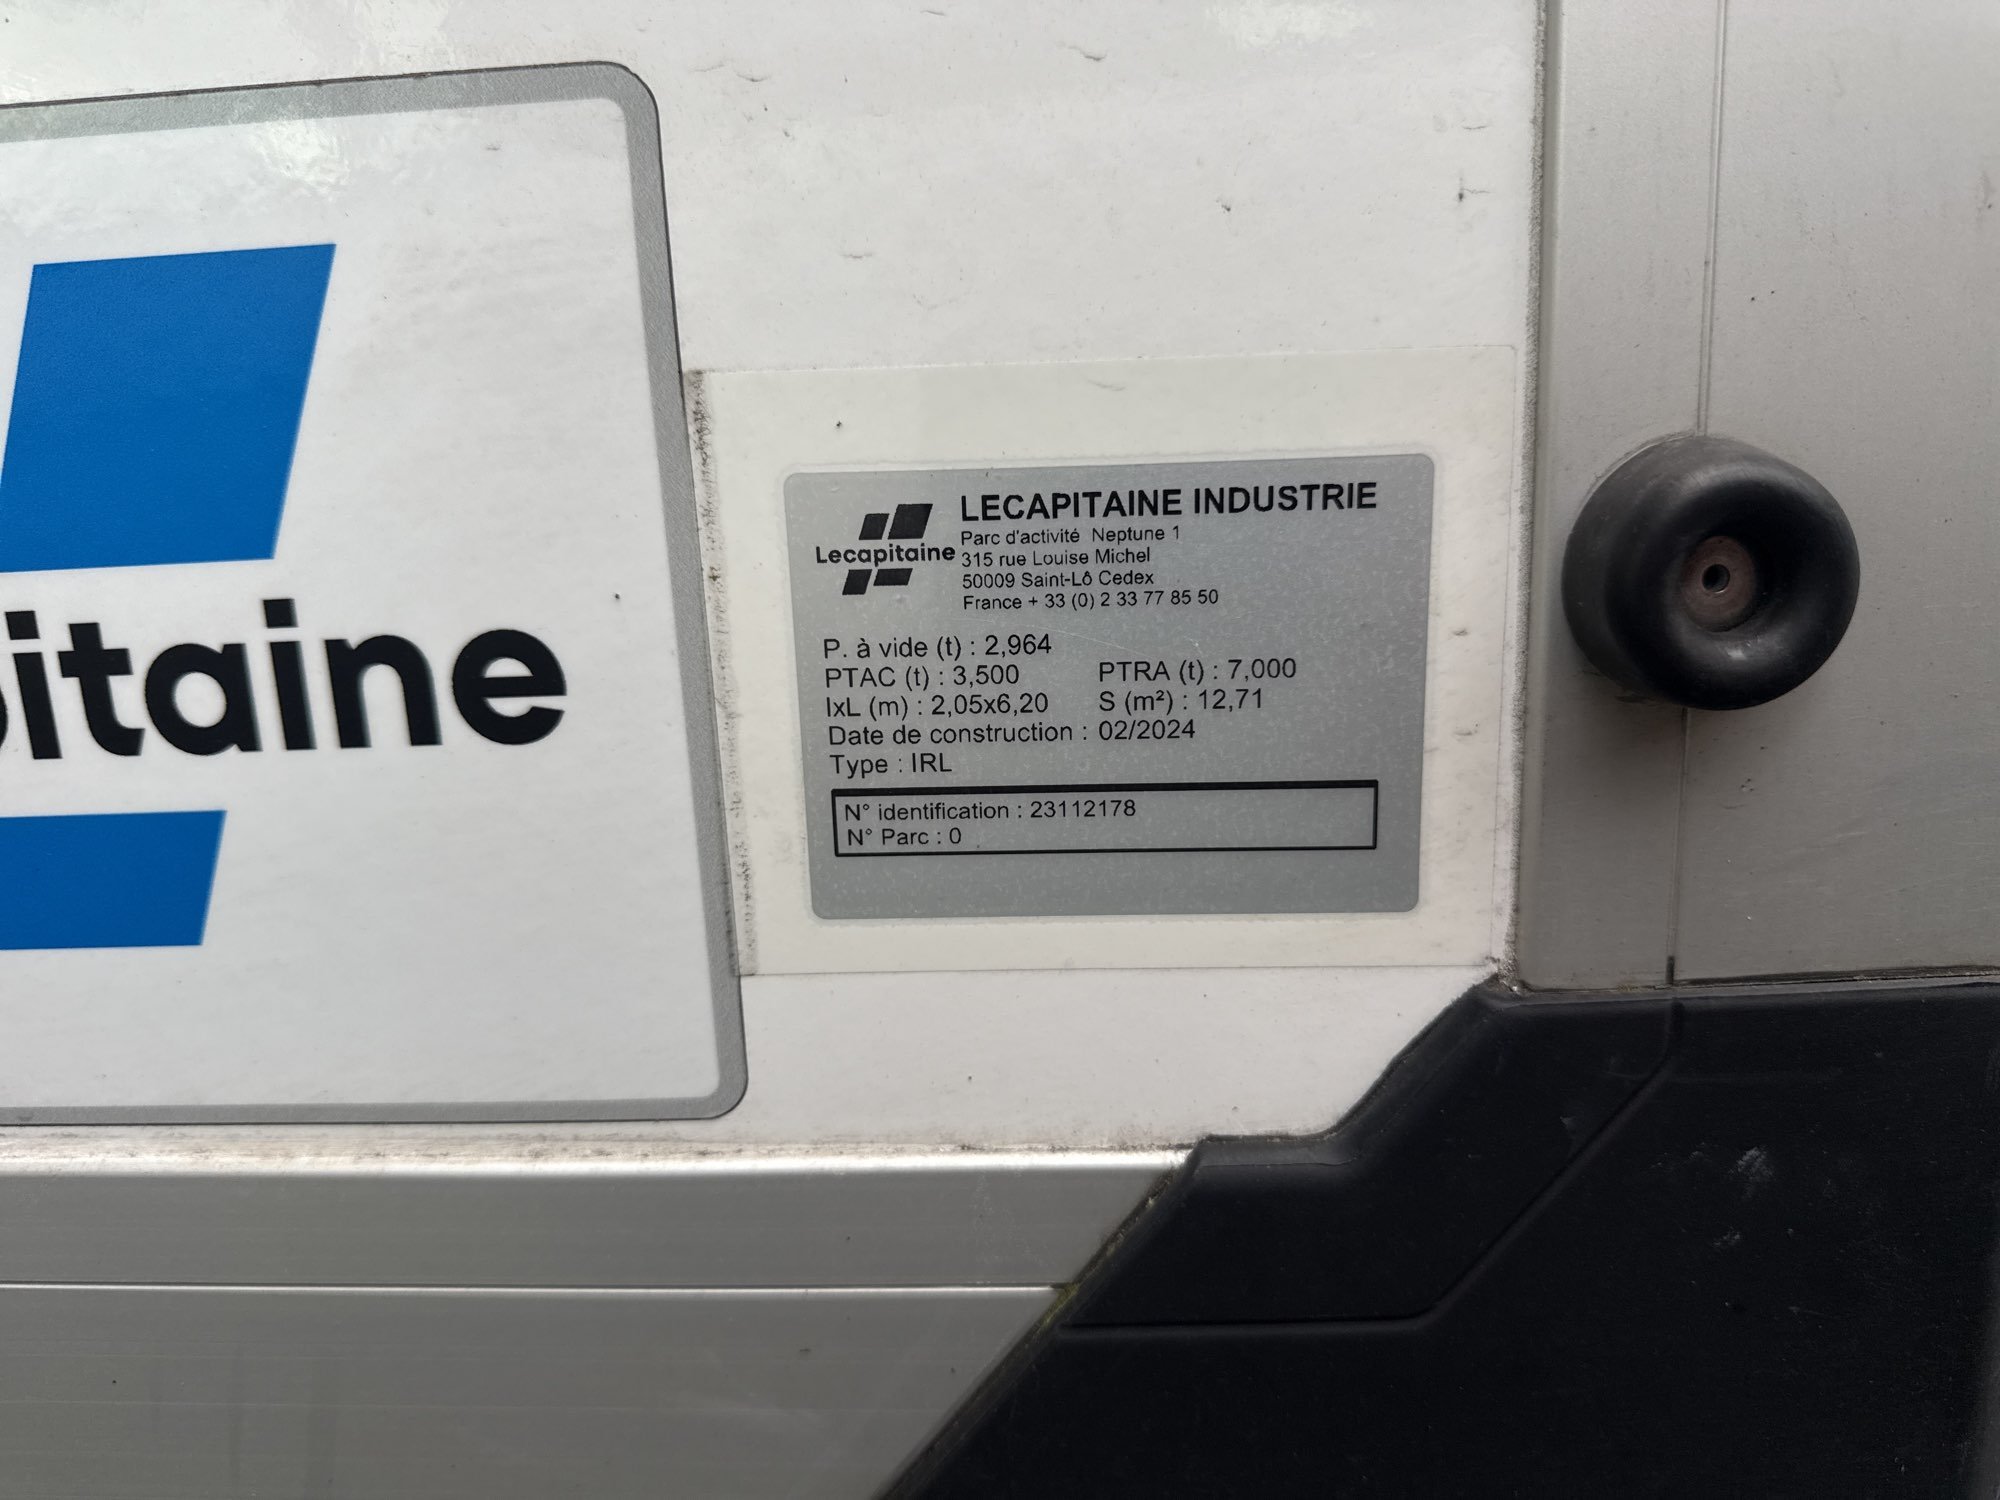 pitaine
Lecapitaine
LECAPITAINE INDUSTRIE
Parc d'activité Neptune 1
315 rue Louise Michel
50009 Saint-Lô Cedex
France + 33 (0) 2 33 77 85 50
P. à vide (t) : 2,964
PTAC (t) : 3,500 PTRA (t) : 7,000
lxL (m) : 2,05x6,20 S (m²) : 12,71
Date de construction : 02/2024
Type : IRL
N° identification : 23112178
N° Parc : 0